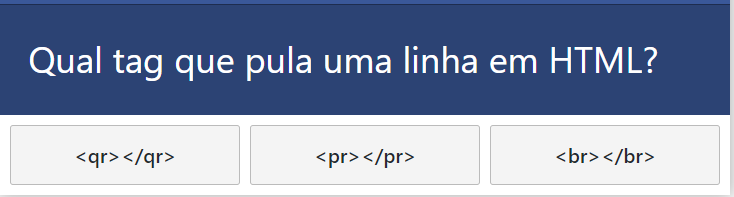 Qual tag que pula uma linha em HTML?
<qr></qr>
<pr></pr>
<br></br>